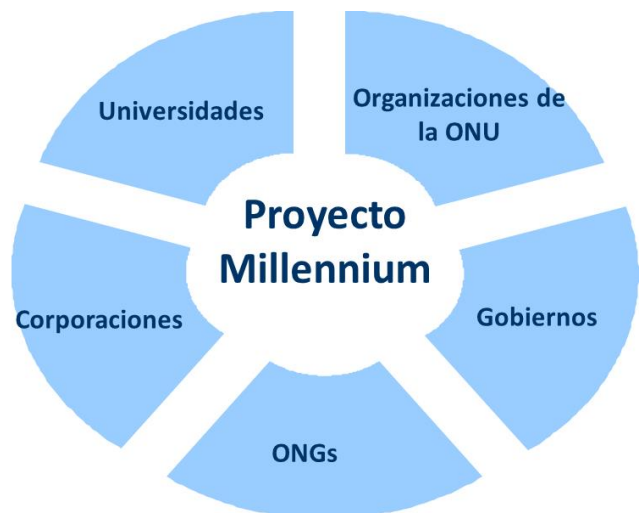 Universidades
Organizaciones de
la ONU
Proyecto
Millennium
Corporaciones
Gobiernos
ONGs